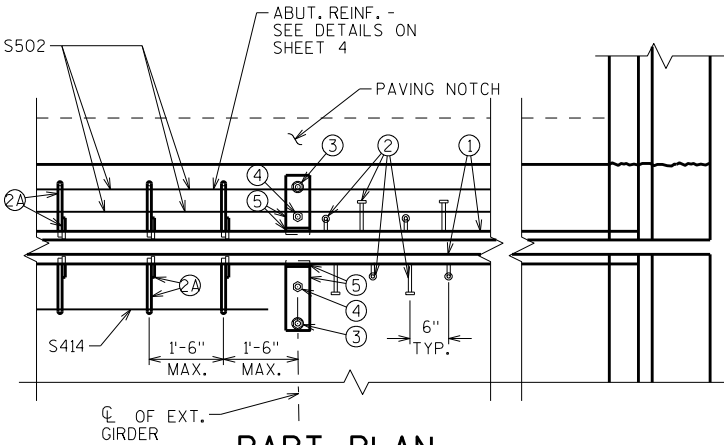 ABUT. REINF. -
SEE DETAILS ON
SHEET 4
S502
PAVING NOTCH
3
2
1
4
5
2A
2A
5
4
3
6"
TYP.
S414
1'-6"
MAX.
1'-6"
MAX.
℄ OF EXT.
GIRDER
PART PLAN